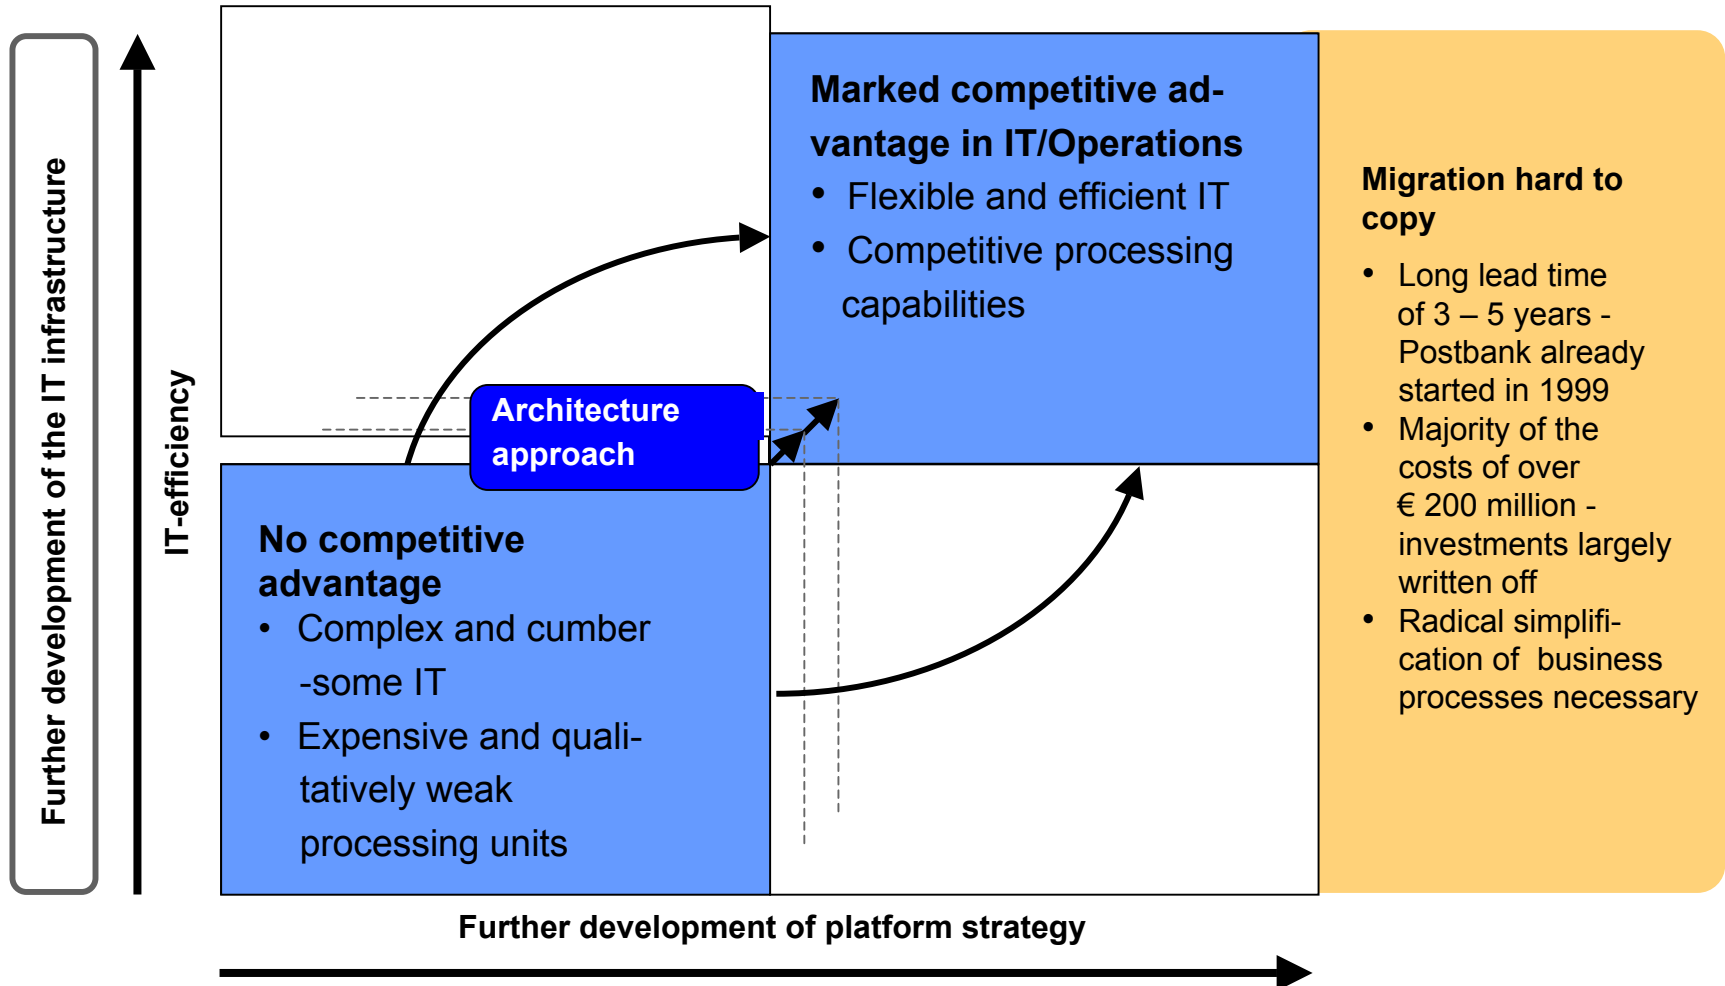 Further development of the IT infrastructure
IT-efficiency
Marked competitive ad-
vantage in IT/Operations
• Flexible and efficient IT
• Competitive processing
capabilities
Architecture
approach
No competitive
advantage
• Complex and cumber
-some IT
• Expensive and quali-
tatively weak
processing units
Further development of platform strategy
Migration hard to
copy
• Long lead time
of 3 – 5 years -
Postbank already
started in 1999
• Majority of the
costs of over
€ 200 million -
investments largely
written off
• Radical simplifi-
cation of business
processes necessary